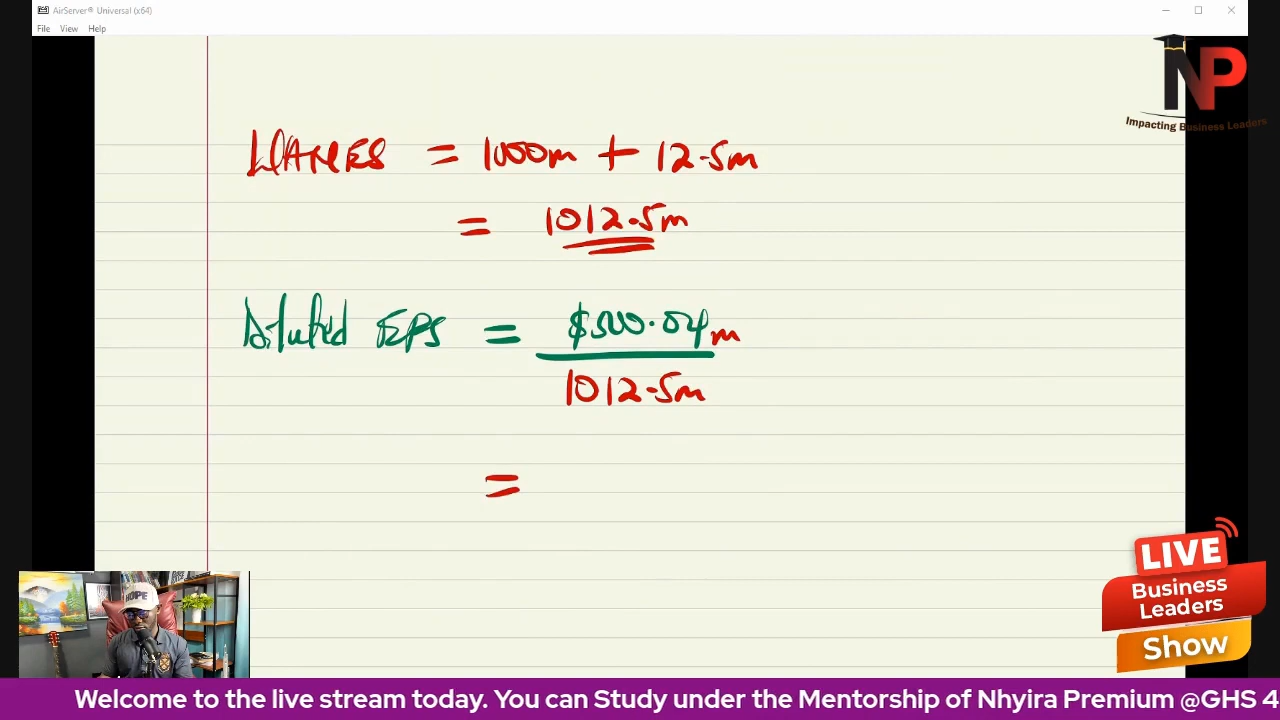 AirServer® Universal (x64)
File View Help
NP
Impacting Business Leaders
= 1000m + 12.5m
= 1012.5m
Diluted EPS = $500.04m
1012.5m
=
HOPE
LIVE
Business
Leaders
Show
Welcome to the live stream today. You can Study under the Mentorship of Nhyira Premium @GHS 4